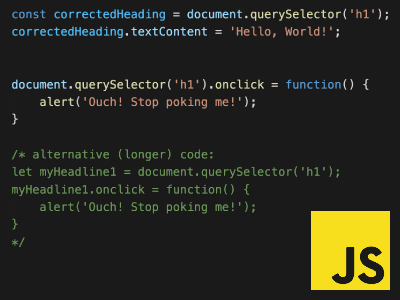 const correctedHeading = document.querySelector('h1');
correctedHeading.textContent = 'Hello, World!';
document.querySelector('h1').onclick = function() {
    alert('Ouch! Stop poking me!');
}
/* alternative (longer) code:
let myHeadline1 = document.querySelector('h1');
myHeadline1.onclick = function() {
    alert('Ouch! Stop poking me!');
}
*/
JS